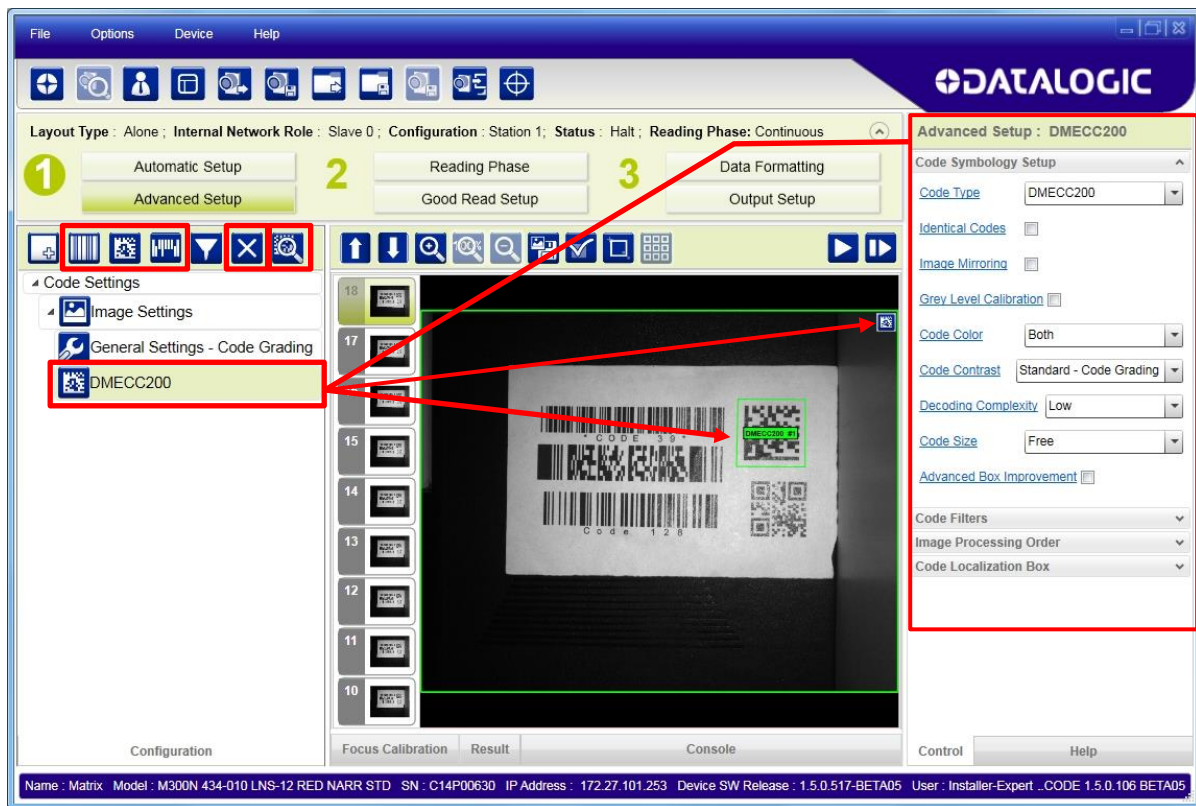 File Options Device Help
DATALOGIC
Layout Type : Alone ; Internal Network Role : Slave 0 ; Configuration : Station 1; Status : Halt ; Reading Phase: Continuous
1 Automatic Setup 2 Reading Phase 3 Data Formatting
Advanced Setup Good Read Setup Output Setup
Code Settings
Image Settings
General Settings - Code Grading
DMECC200
100%
18
17
15
14
13
12
11
10
* C O D E 3 9 *
DMECC200 #1
C o d e 1 2 8
Advanced Setup : DMECC200
Code Symbology Setup
Code Type DMECC200
Identical Codes
Image Mirroring
Grey Level Calibration
Code Color Both
Code Contrast Standard - Code Grading
Decoding Complexity Low
Code Size Free
Advanced Box Improvement
Code Filters
Image Processing Order
Code Localization Box
Configuration Focus Calibration Result Console Control Help
Name : Matrix Model : M300N 434-010 LNS-12 RED NARR STD SN : C14P00630 IP Address : 172.27.101.253 Device SW Release : 1.5.0.517-BETA05 User : Installer-Expert ..CODE 1.5.0.106 BETA05